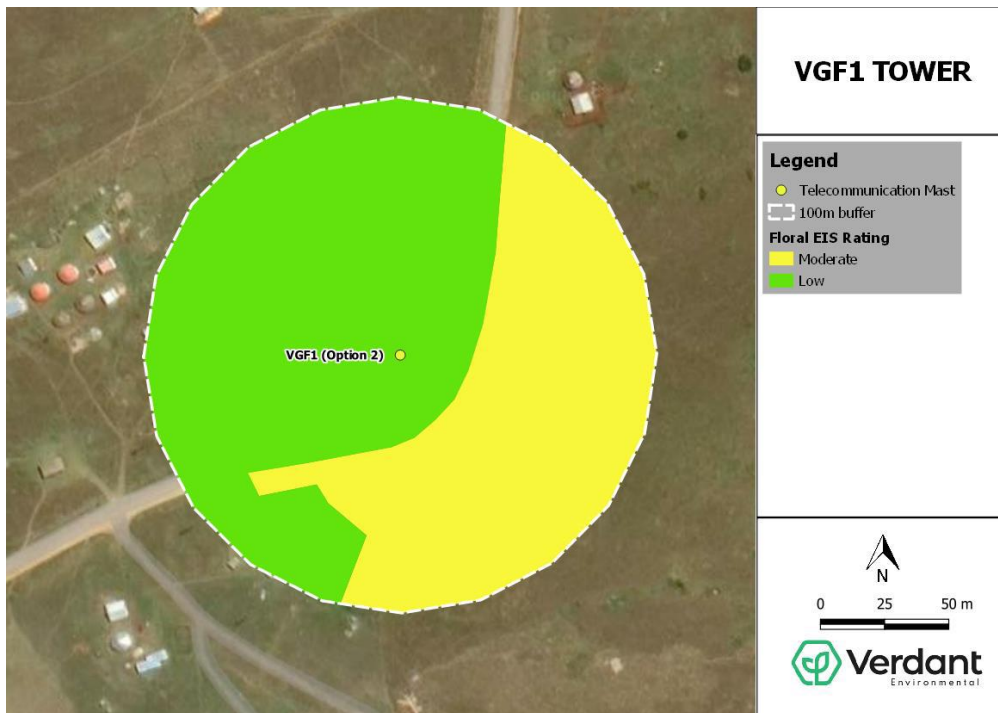 VGF1 TOWER
Legend
Telecommunication Mast
100m buffer
Floral EIS Rating
Moderate
Low
VGF1 (Option 2)
N
0 25 50 m
Verdant
Environmental